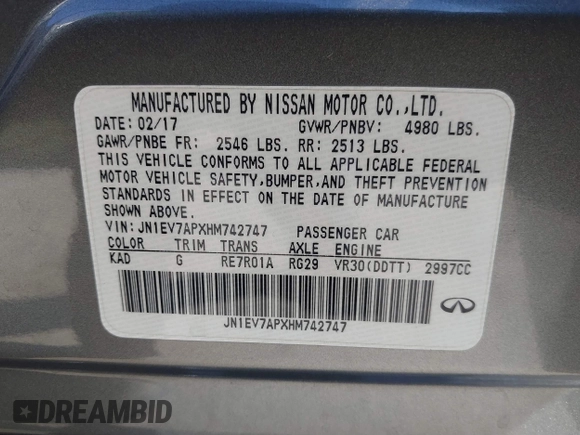 MANUFACTURED BY NISSAN MOTOR CO.,LTD.
DATE: 02/17 GVWR/PNBV: 4980 LBS.
GAWR/PNBE FR: 2546 LBS. RR: 2513 LBS.
THIS VEHICLE CONFORMS TO ALL APPLICABLE FEDERAL
MOTOR VEHICLE SAFETY,BUMPER,AND THEFT PREVENTION
STANDARDS IN EFFECT ON THE DATE OF MANUFACTURE
SHOWN ABOVE.
VIN: JN1EV7APXHM742747 PASSENGER CAR
COLOR TRIM TRANS AXLE ENGINE
KAD G RE7R01A RG29 VR30(DDTT) 2997CC
JN1EV7APXHM742747
DREAMBID